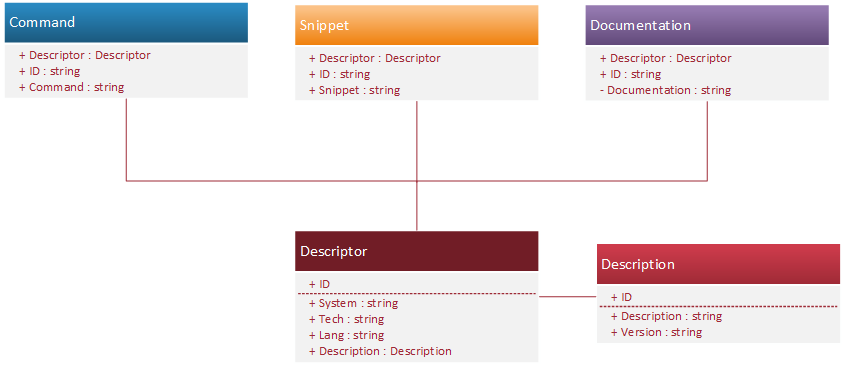 Command
+ Descriptor : Descriptor
+ ID : string
+ Command : string
Snippet
+ Descriptor : Descriptor
+ ID : string
+ Snippet : string
Documentation
+ Descriptor : Descriptor
+ ID : string
- Documentation : string
Descriptor
+ ID
+ System : string
+ Tech : string
+ Lang : string
+ Description : Description
Description
+ ID
+ Description : string
+ Version : string